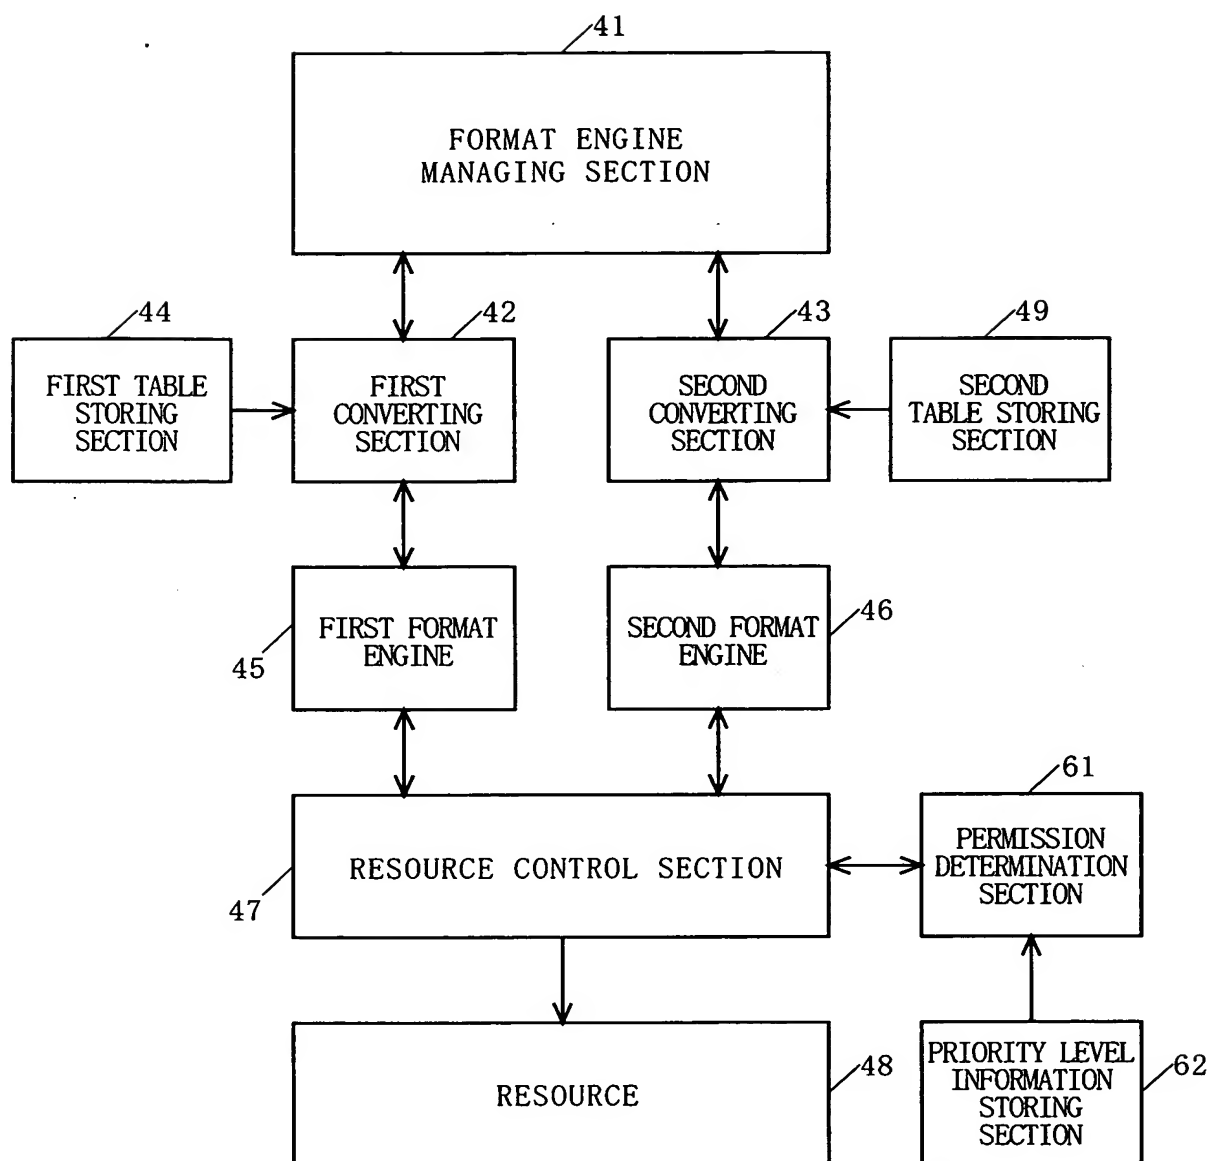 41
FORMAT ENGINE
MANAGING SECTION
44
42
43
49
FIRST TABLE
STORING
SECTION
FIRST
CONVERTING
SECTION
SECOND
CONVERTING
SECTION
SECOND
TABLE STORING
SECTION
FIRST FORMAT
ENGINE
45
SECOND FORMAT
ENGINE
46
61
RESOURCE CONTROL SECTION
47
PERMISSION
DETERMINATION
SECTION
RESOURCE
48
PRIORITY LEVEL
INFORMATION
STORING
SECTION
62